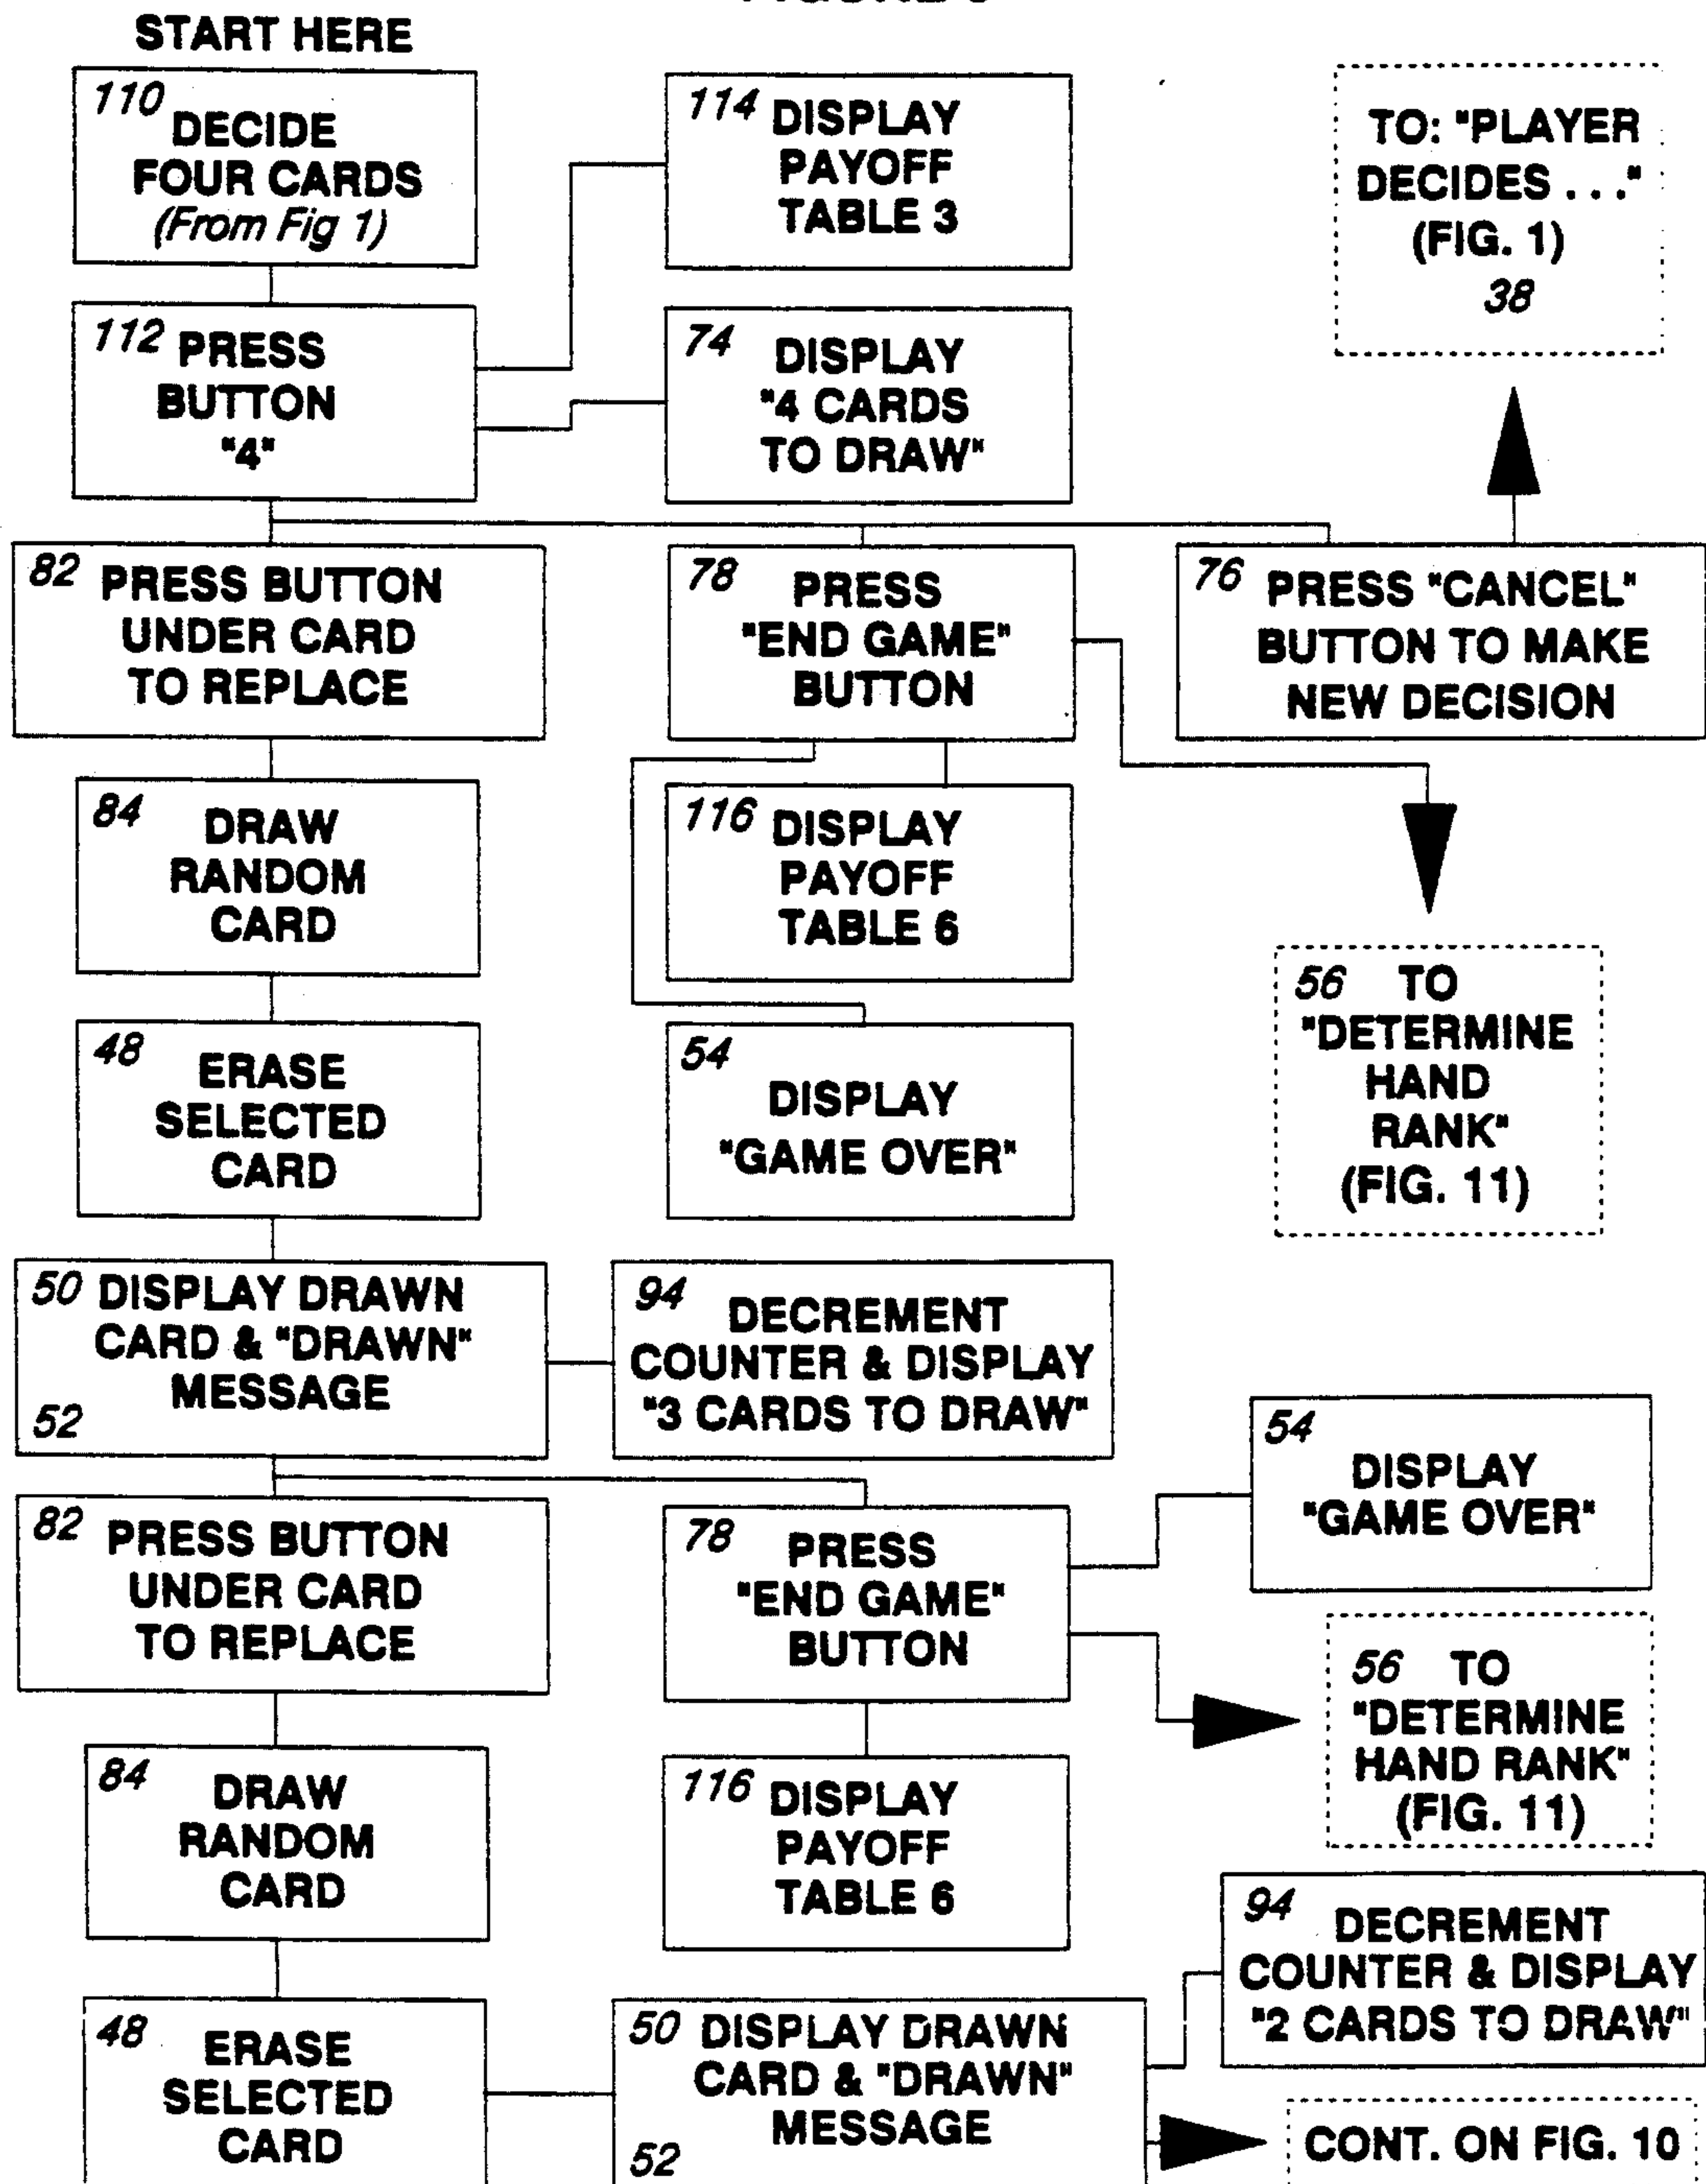 START HERE
110
DECIDE
FOUR CARDS
(From Fig 1)
114 DISPLAY
PAYOFF
TABLE 3
TO: "PLAYER
DECIDES . . ."
(FIG. 1)
38
112 PRESS
BUTTON
"4"
74 DISPLAY
"4 CARDS
TO DRAW"
82 PRESS BUTTON
UNDER CARD
TO REPLACE
78 PRESS
"END GAME"
BUTTON
76 PRESS "CANCEL"
BUTTON TO MAKE
NEW DECISION
84 DRAW
RANDOM
CARD
116 DISPLAY
PAYOFF
TABLE 6
56 TO
"DETERMINE
HAND
RANK"
(FIG. 11)
48 ERASE
SELECTED
CARD
54
DISPLAY
"GAME OVER"
50 DISPLAY DRAWN
CARD & "DRAWN"
MESSAGE
52
94 DECREMENT
COUNTER & DISPLAY
"3 CARDS TO DRAW"
54
DISPLAY
"GAME OVER"
82 PRESS BUTTON
UNDER CARD
TO REPLACE
78 PRESS
"END GAME"
BUTTON
56 TO
"DETERMINE
HAND RANK"
(FIG. 11)
84 DRAW
RANDOM
CARD
116 DISPLAY
PAYOFF
TABLE 6
94 DECREMENT
COUNTER & DISPLAY
"2 CARDS TO DRAW"
48 ERASE
SELECTED
CARD
50 DISPLAY DRAWN
CARD & "DRAWN"
MESSAGE
52
CONT. ON FIG. 10